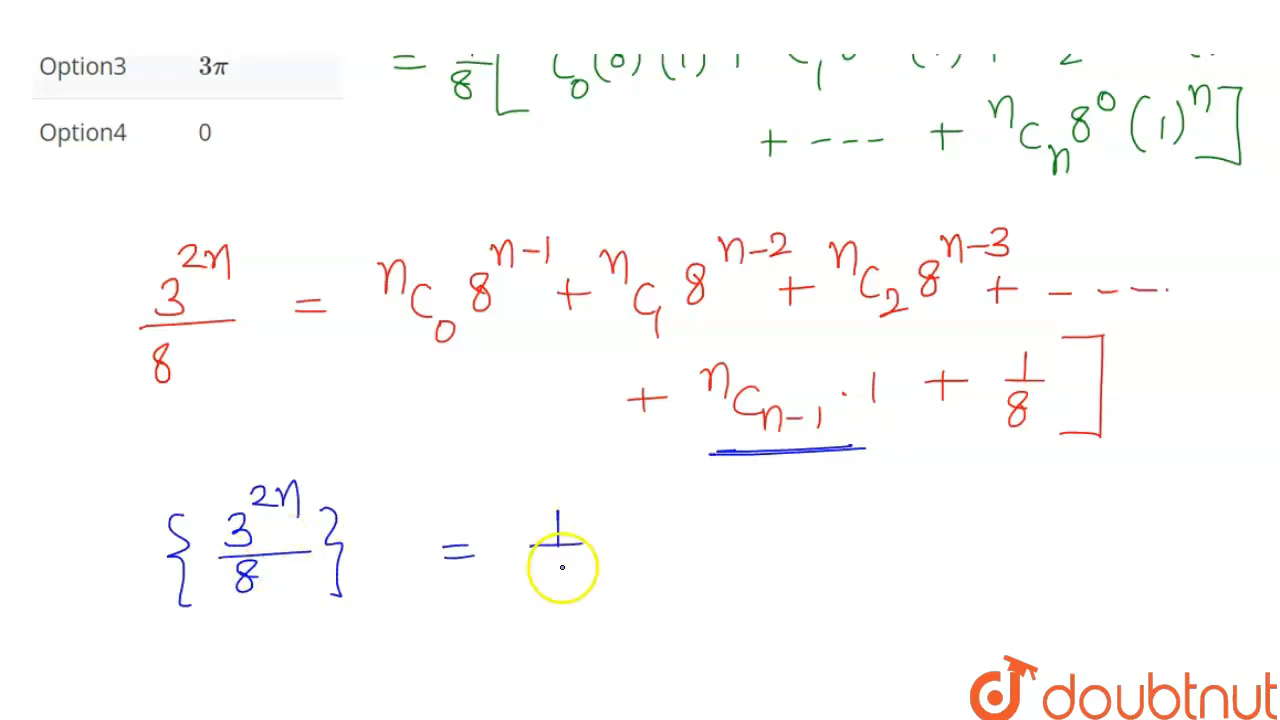 Option3 3π
= 1/8 [
Option4 0
+ --- + ⁿCₙ 8⁰ (1)ⁿ ]
3²ⁿ/8 = ⁿC₀ 8ⁿ⁻¹ + ⁿC₁ 8ⁿ⁻² + ⁿC₂ 8ⁿ⁻³ + - - - .
+ ⁿCₙ₋₁ . 1 + 1/8 ]
{ 3²ⁿ/8 } = 1/
doubtnut